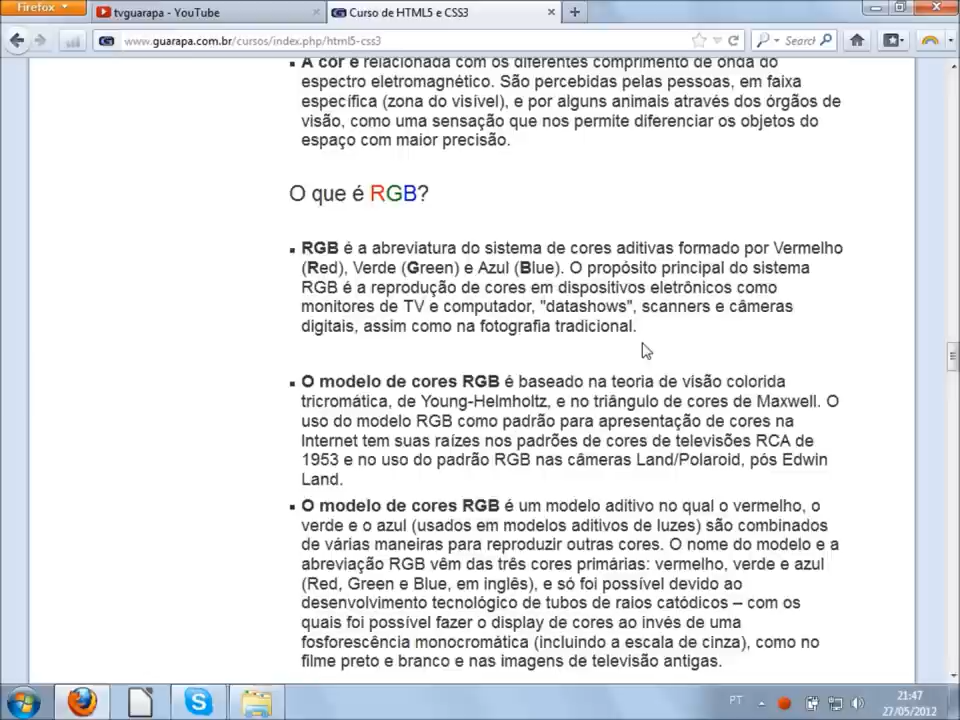 Firefox
tvguarapa - YouTube
Curso de HTML5 e CSS3
www.guarapa.com.br/cursos/index.php/html5-css3
Search
A cor é relacionada com os diferentes comprimento de onda do
espectro eletromagnético. São percebidas pelas pessoas, em faixa
específica (zona do visível), e por alguns animais através dos órgãos de
visão, como uma sensação que nos permite diferenciar os objetos do
espaço com maior precisão.
O que é RGB?
RGB é a abreviatura do sistema de cores aditivas formado por Vermelho
(Red), Verde (Green) e Azul (Blue). O propósito principal do sistema
RGB é a reprodução de cores em dispositivos eletrônicos como
monitores de TV e computador, "datashows", scanners e câmeras
digitais, assim como na fotografia tradicional.
O modelo de cores RGB é baseado na teoria de visão colorida
tricromática, de Young-Helmholtz, e no triângulo de cores de Maxwell. O
uso do modelo RGB como padrão para apresentação de cores na
Internet tem suas raízes nos padrões de cores de televisões RCA de
1953 e no uso do padrão RGB nas câmeras Land/Polaroid, pós Edwin
Land.
O modelo de cores RGB é um modelo aditivo no qual o vermelho, o
verde e o azul (usados em modelos aditivos de luzes) são combinados
de várias maneiras para reproduzir outras cores. O nome do modelo e a
abreviação RGB vêm das três cores primárias: vermelho, verde e azul
(Red, Green e Blue, em inglês), e só foi possível devido ao
desenvolvimento tecnológico de tubos de raios catódicos – com os
quais foi possível fazer o display de cores ao invés de uma
fosforescência monocromática (incluindo a escala de cinza), como no
filme preto e branco e nas imagens de televisão antigas.
PT
21:47
27/05/2012